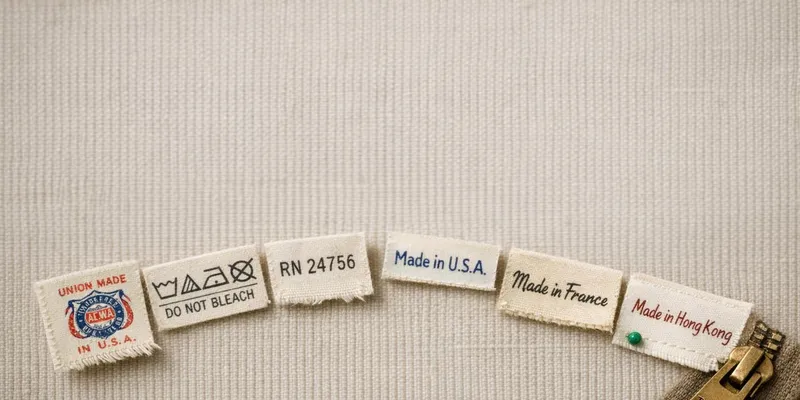 UNION MADE
IN U.S.A.
DO NOT BLEACH
RN 24756
Made in U.S.A.
Made in France
Made in Hong Kong